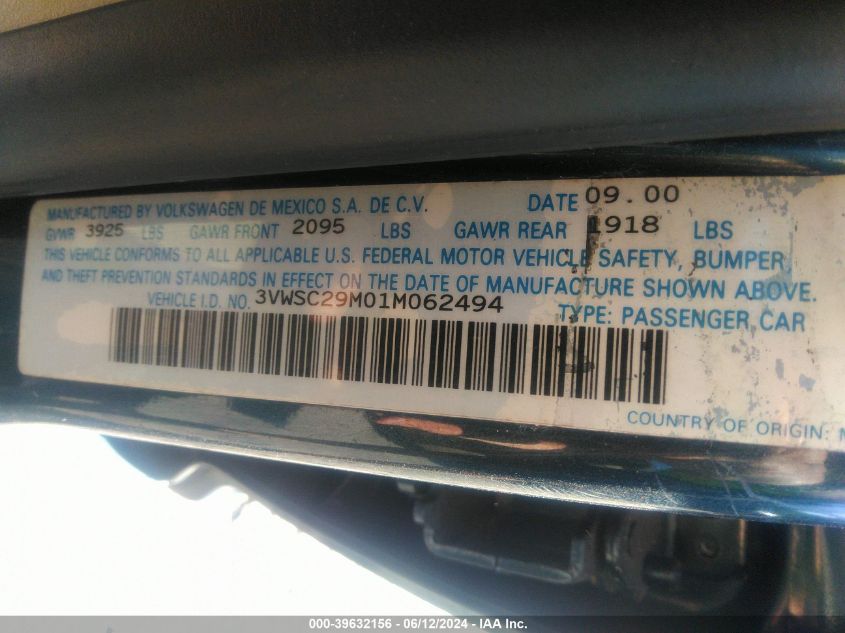 MANUFACTURED BY VOLKSWAGEN DE MEXICO S.A. DE C.V. DATE 09.00
GVWR 3925 LBS GAWR FRONT 2095 LBS GAWR REAR 1918 LBS
THIS VEHICLE CONFORMS TO ALL APPLICABLE U.S. FEDERAL MOTOR VEHICLE SAFETY, BUMPER,
AND THEFT PREVENTION STANDARDS IN EFFECT ON THE DATE OF MANUFACTURE SHOWN ABOVE.
VEHICLE I.D. NO. 3VWSC29M01M062494 TYPE: PASSENGER CAR
COUNTRY OF ORIGIN: M
000-39632156 - 06/12/2024 - IAA Inc.